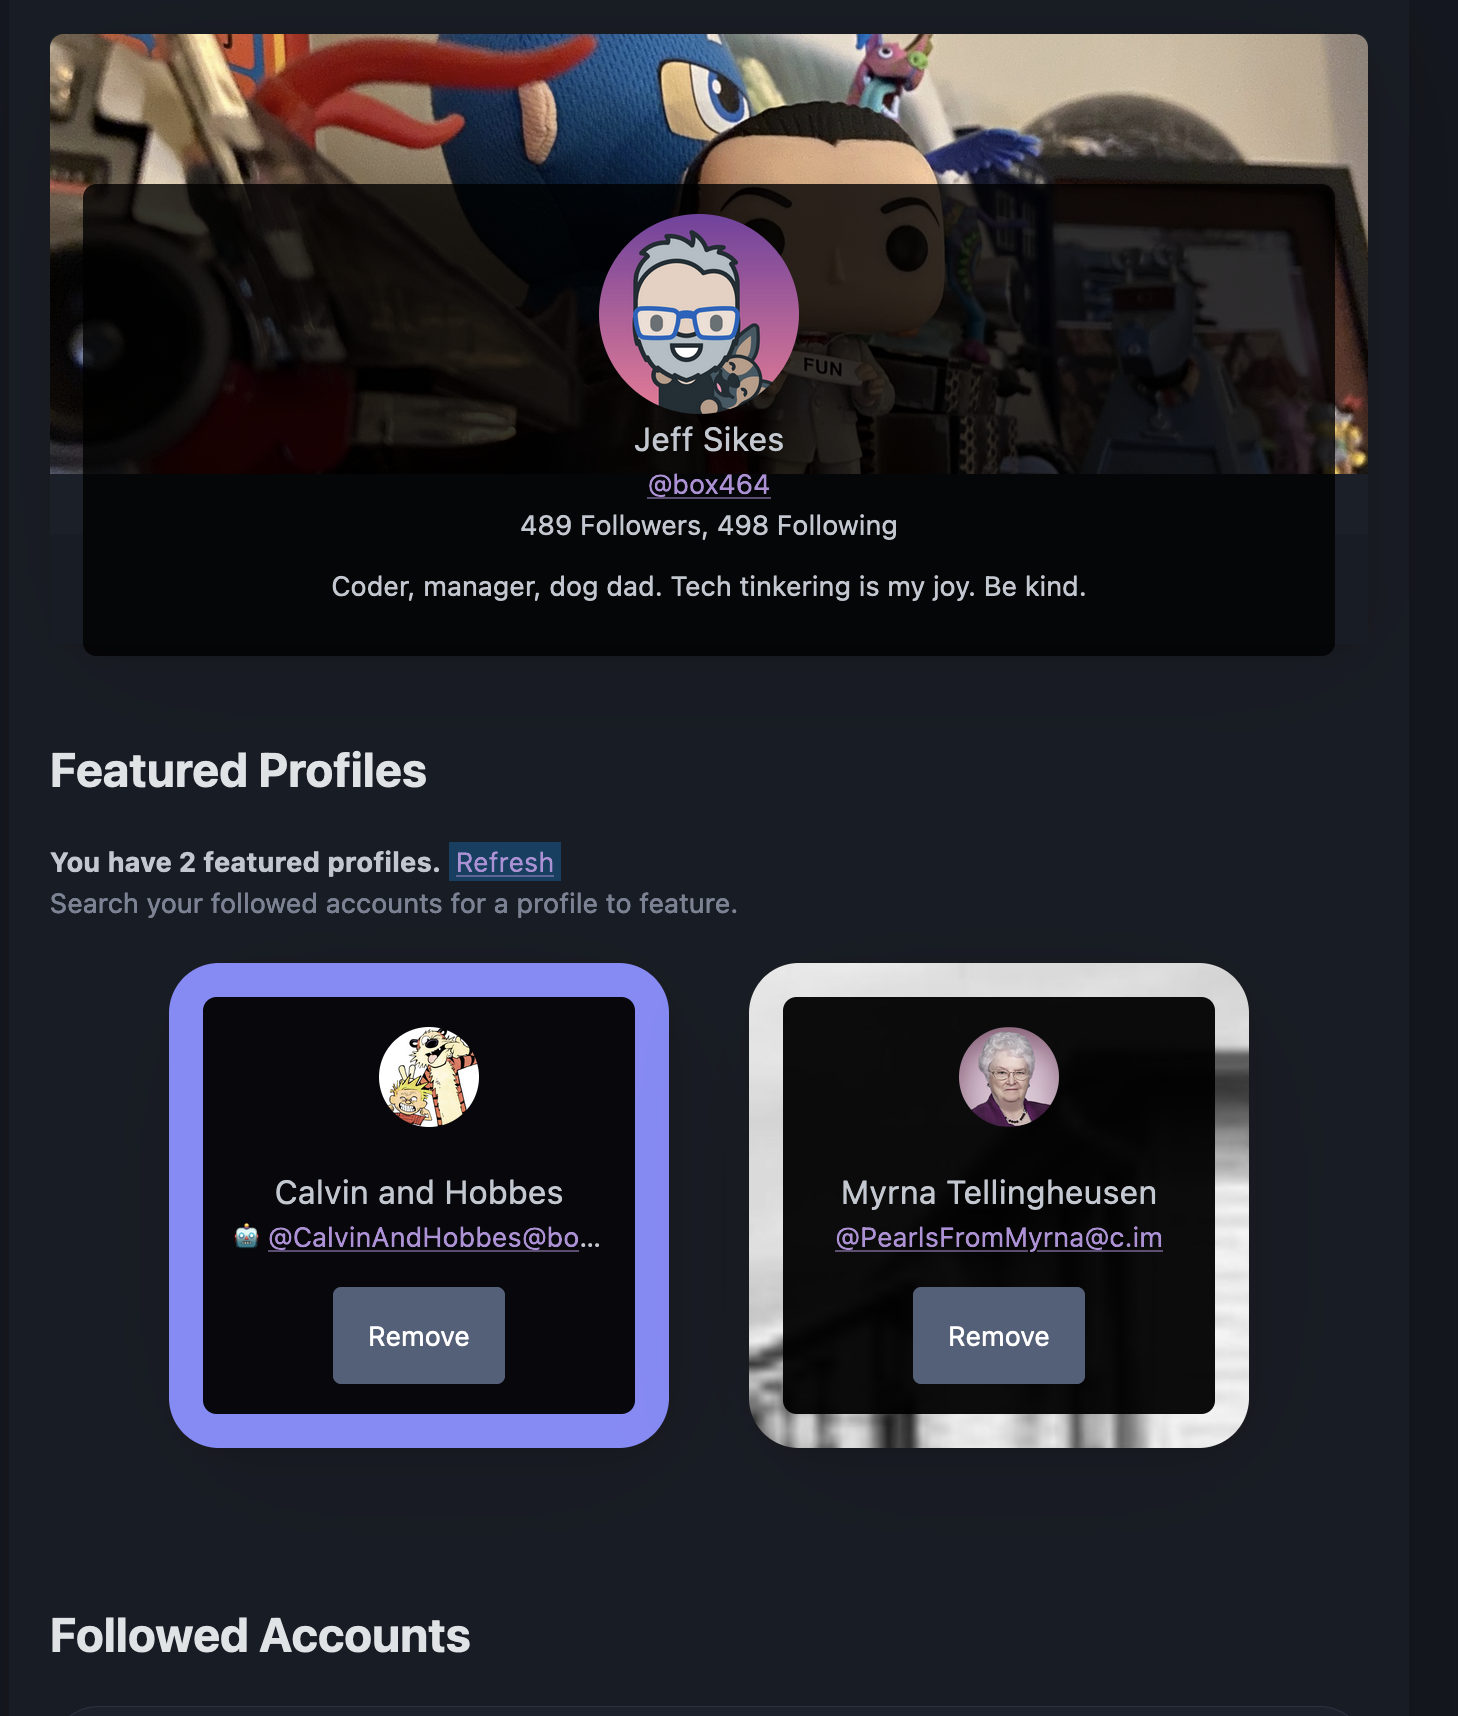 FUN
Jeff Sikes
@box464
489 Followers, 498 Following
Coder, manager, dog dad. Tech tinkering is my joy. Be kind.
Featured Profiles
You have 2 featured profiles. Refresh
Search your followed accounts for a profile to feature.
Calvin and Hobbes
🤖 @CalvinAndHobbes@bo...
Remove
Myrna Tellingheusen
@PearlsFromMyrna@c.im
Remove
Followed Accounts